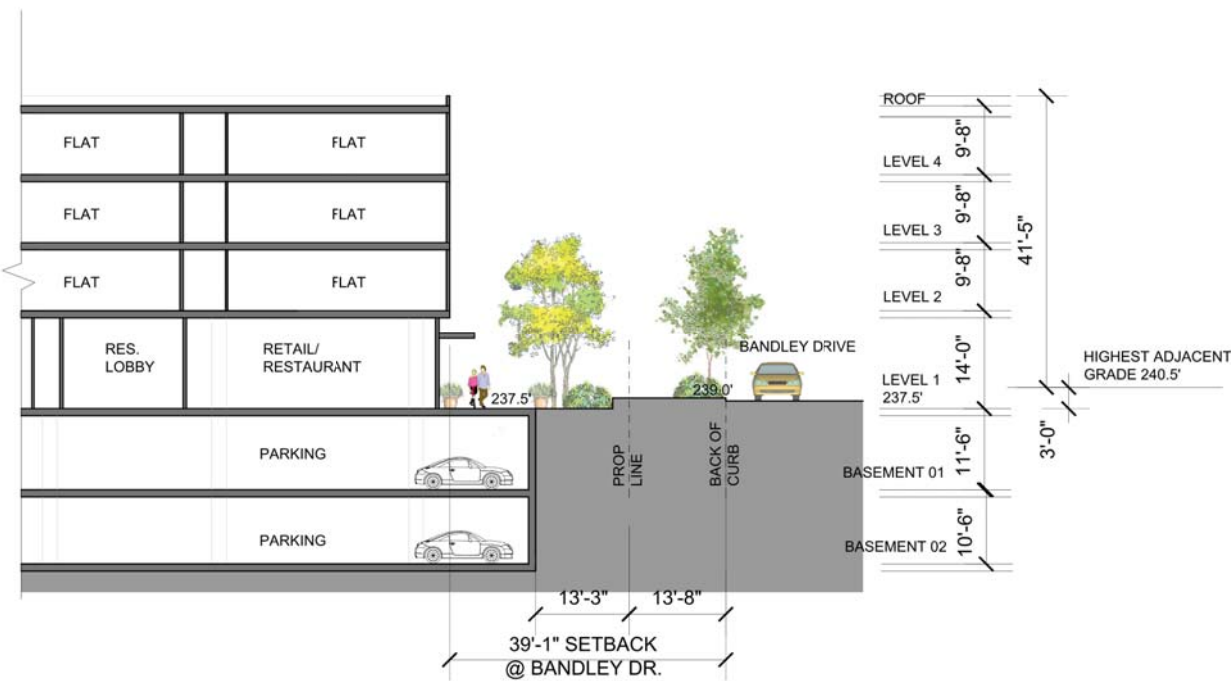 ROOF
FLAT
FLAT
9'-8"
LEVEL 4
FLAT
FLAT
9'-8"
LEVEL 3
41'-5"
FLAT
FLAT
9'-8"
LEVEL 2
RES.
LOBBY
RETAIL/
RESTAURANT
BANDLEY DRIVE
14'-0"
HIGHEST ADJACENT
GRADE 240.5'
LEVEL 1
237.5'
237.5'
239.0'
3'-0"
PARKING
PROP
LINE
BACK OF
CURB
BASEMENT 01
11'-6"
PARKING
BASEMENT 02
10'-6"
13'-3"
13'-8"
39'-1" SETBACK
@ BANDLEY DR.